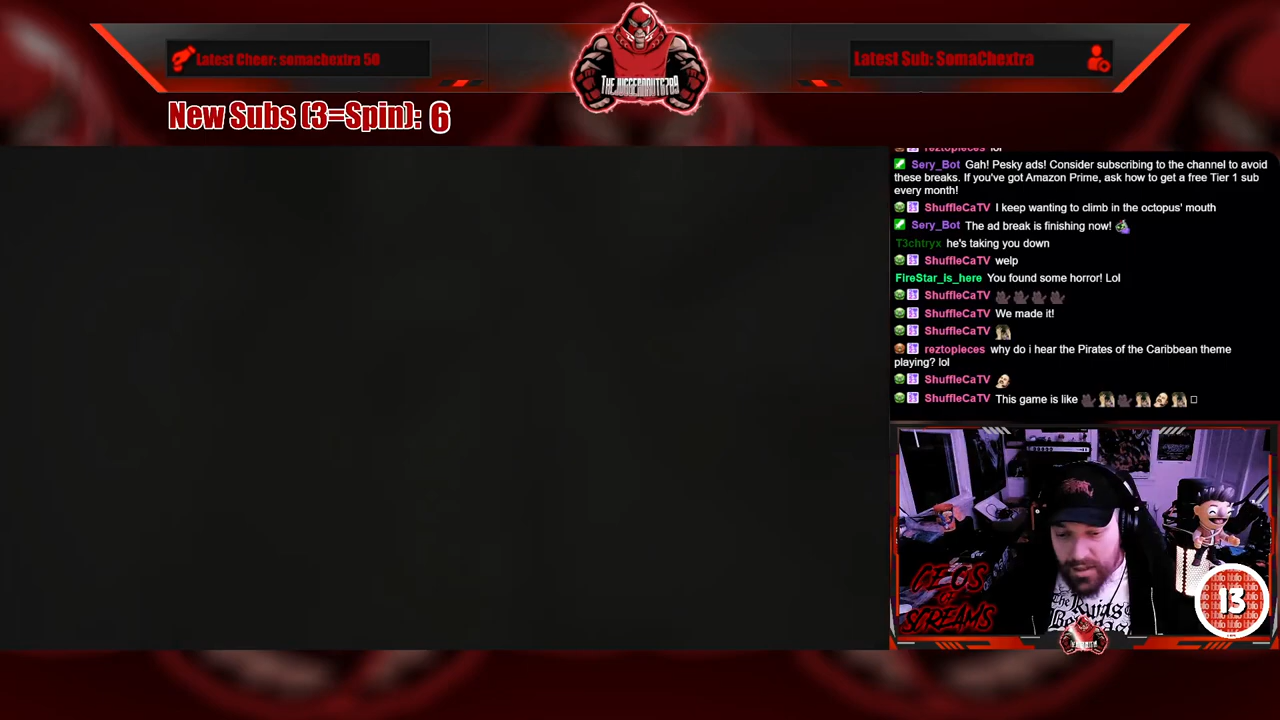 Latest Cheer: somachextra 50
THEJUGGERNAUT6789
Latest Sub: SomaChextra
New Subs (3=Spin): 6
reztopieces lol
Sery_Bot Gah! Pesky ads! Consider subscribing to the channel to avoid
these breaks. If you've got Amazon Prime, ask how to get a free Tier 1 sub
every month!
ShuffleCaTV I keep wanting to climb in the octopus' mouth
Sery_Bot The ad break is finishing now!
T3chtryx he's taking you down
ShuffleCaTV welp
FireStar_is_here You found some horror! Lol
ShuffleCaTV
ShuffleCaTV We made it!
ShuffleCaTV
reztopieces why do i hear the Pirates of the Caribbean theme
playing? lol
ShuffleCaTV
ShuffleCaTV This game is like
SCREAMS
13